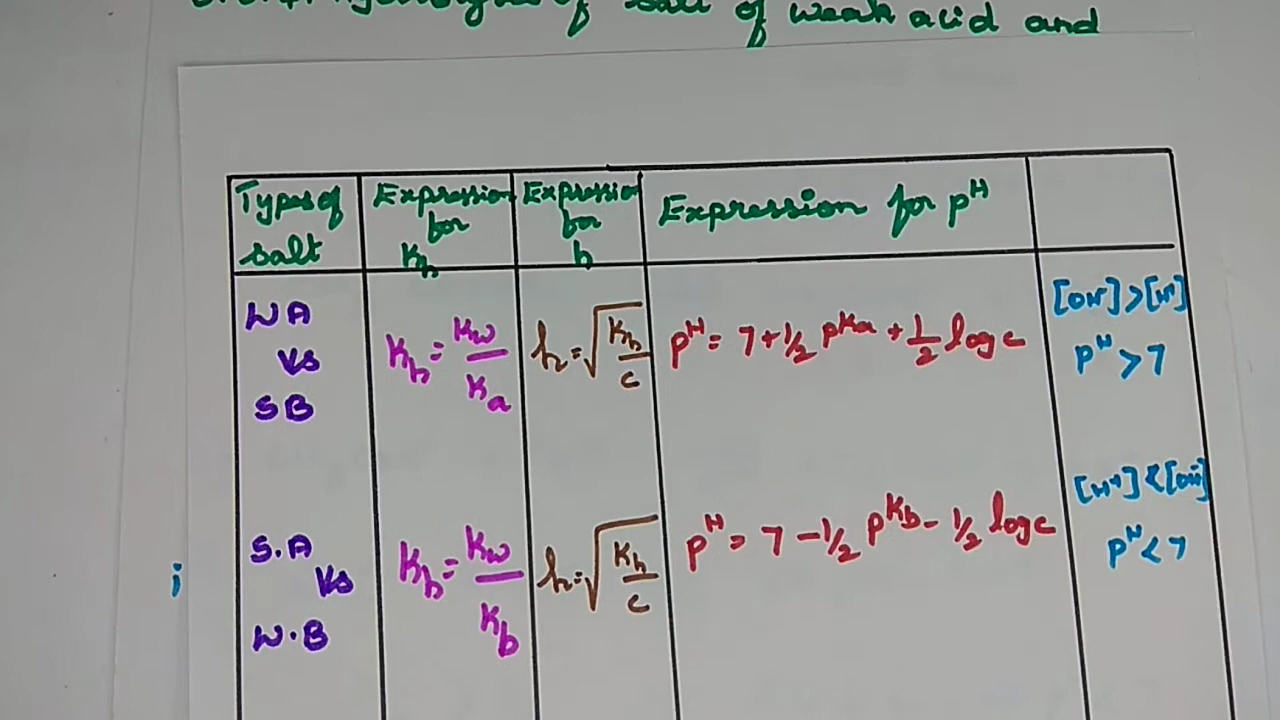 salt of weak acid and
Types of salt
Expression for Kh
Expression for h
Expression for pH
WA Vs SB
Kh = Kw/Ka
h = √Kh/c
pH = 7 + 1/2 pKa + 1/2 log c
[OH⁻] > [H⁺]
pH > 7
S.A Vs W.B
Kh = Kw/Kb
h = √Kh/c
pH = 7 - 1/2 pKb - 1/2 log c
[H⁺] < [OH⁻]
pH < 7
i